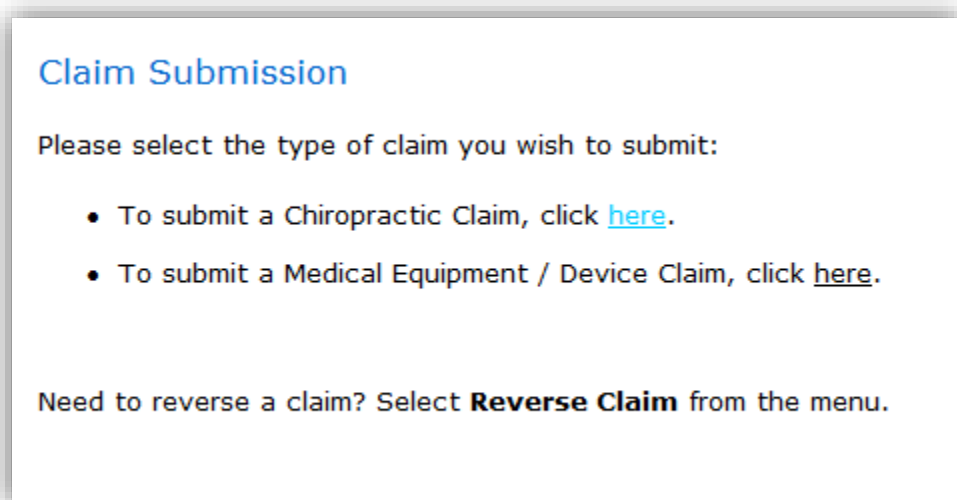 Claim Submission
Please select the type of claim you wish to submit:
• To submit a Chiropractic Claim, click here.
• To submit a Medical Equipment / Device Claim, click here.
Need to reverse a claim? Select Reverse Claim from the menu.